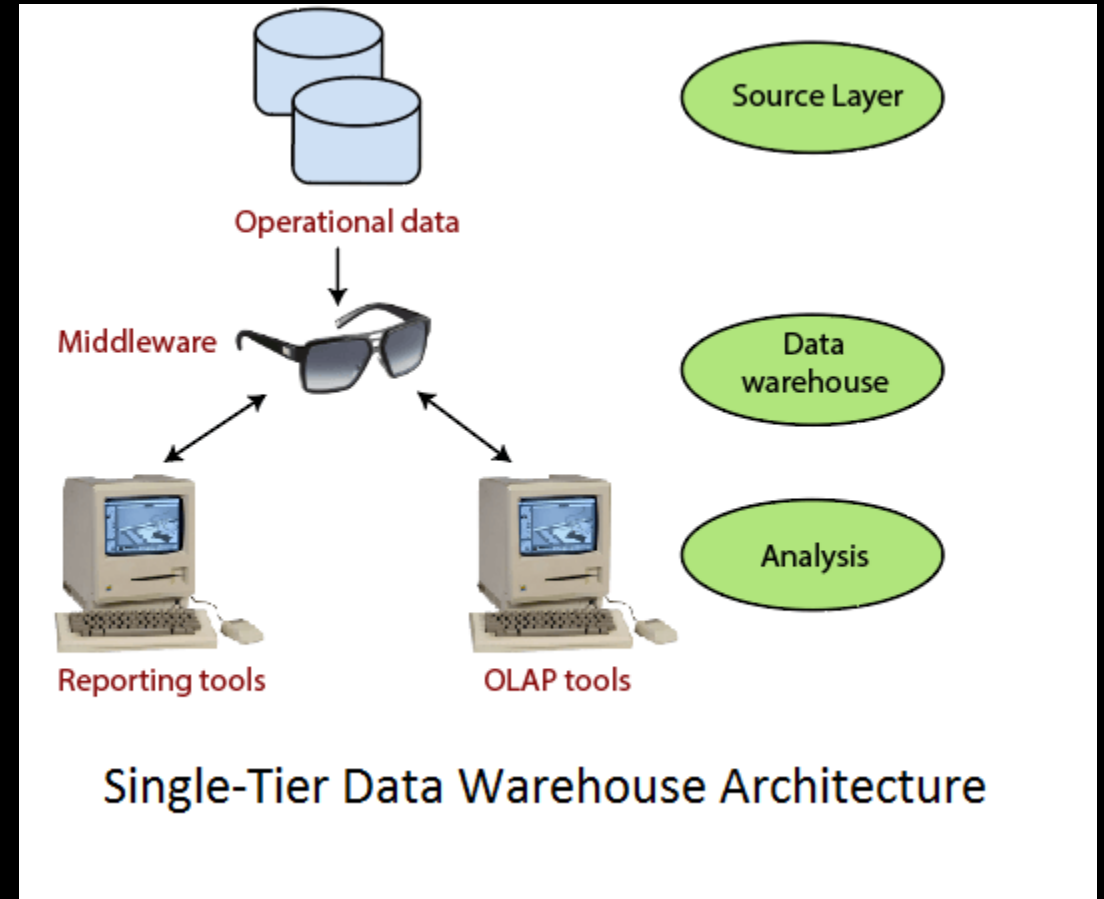 Source Layer
Operational data
Middleware
Data
warehouse
Analysis
Reporting tools
OLAP tools
Single-Tier Data Warehouse Architecture